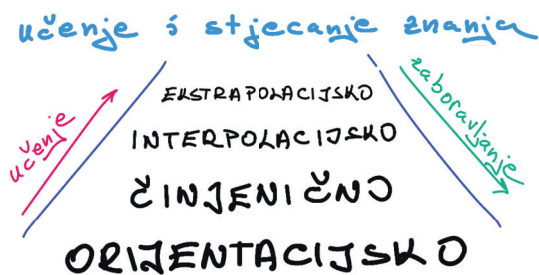 učenje i stjecanje znanja
učenje
zaboravljanje
EKSTRAPOLACIJSKO
INTERPOLACIJSKO
ČINJENIČNO
ORIJENTACIJSKO